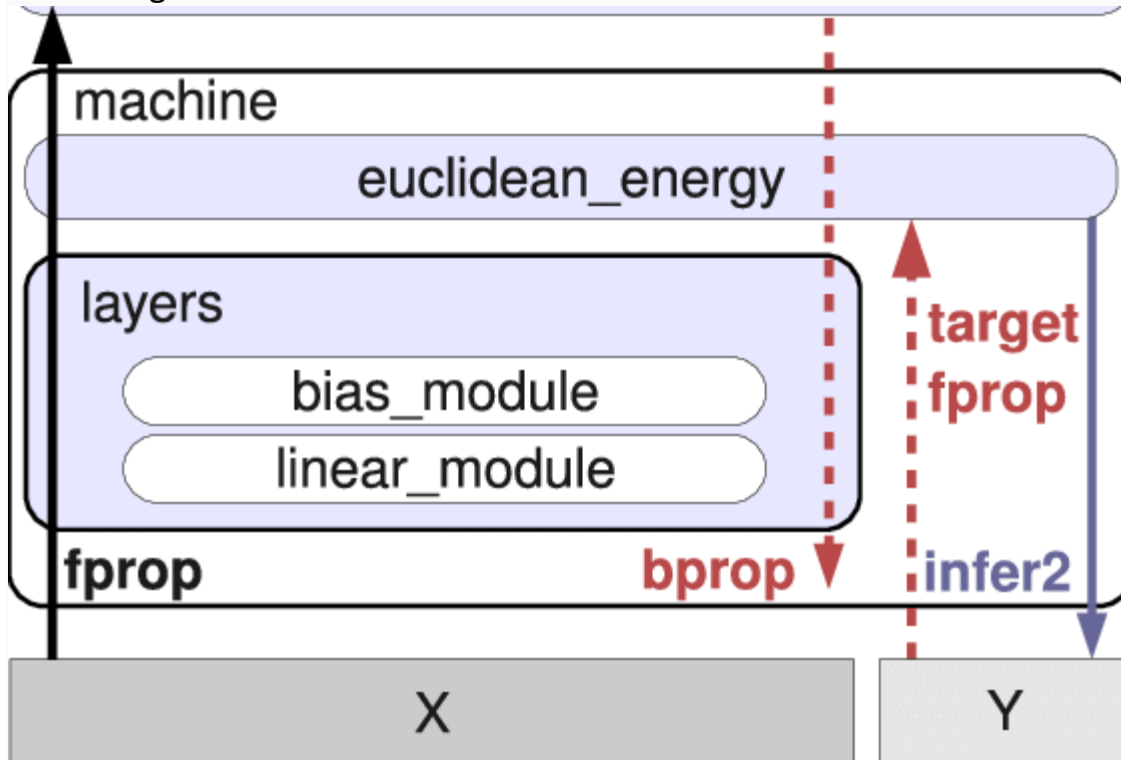 machine
euclidean_energy
layers
target
bias_module
fprop
linear_module
fprop
bprop
infer2
X
Y